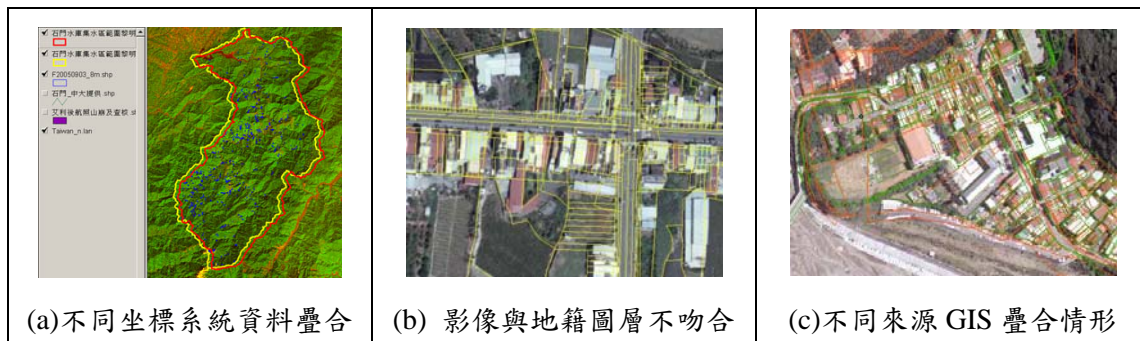 石門水庫集水區範圍黎明
石門水庫集水區範圍黎明
F20050903_8m.shp
石門_中大提供.shp
艾利後航照山崩及查核.sh
Taiwan_n.lan
(a)不同坐標系統資料疊合
(b) 影像與地籍圖層不吻合
(c)不同來源 GIS 疊合情形